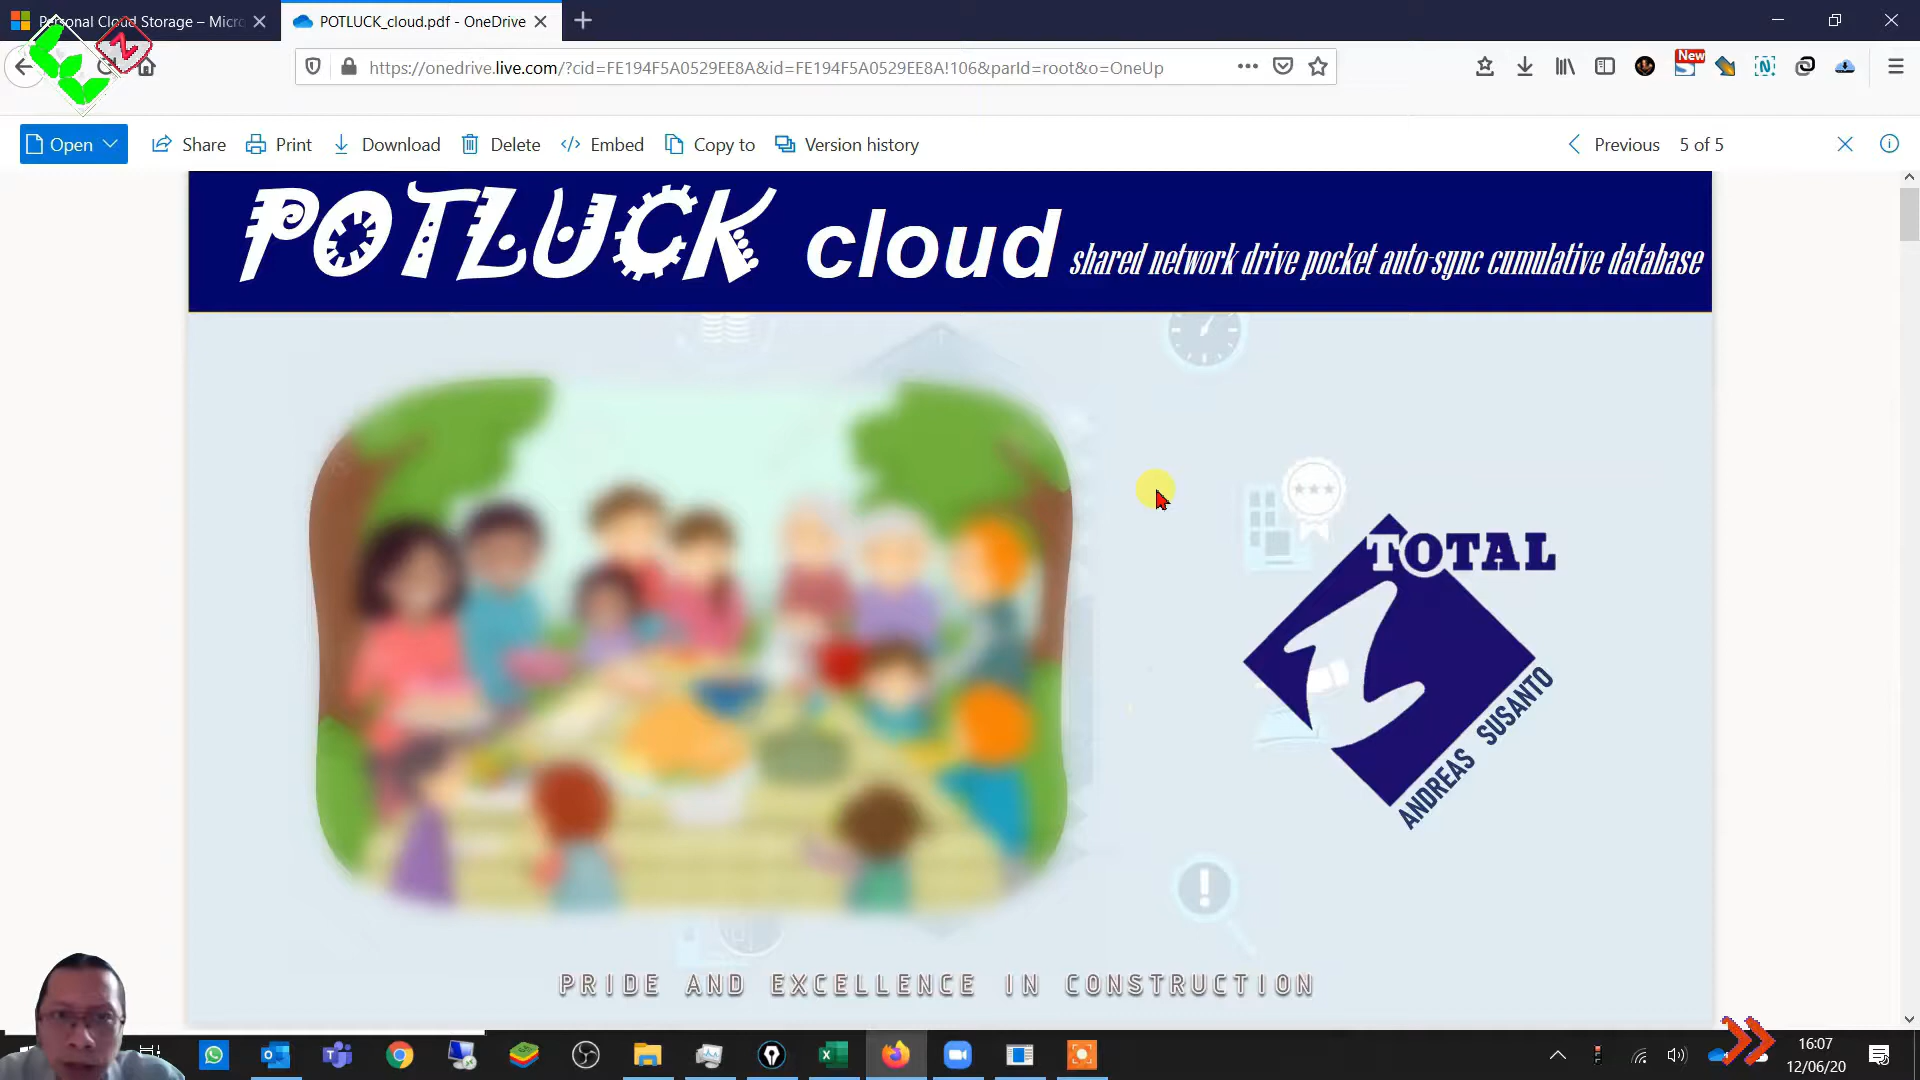 Personal Cloud Storage – Micro
POTLUCK_cloud.pdf - OneDrive
https://onedrive.live.com/?cid=FE194F5A0529EE8A&id=FE194F5A0529EE8A!106&parId=root&o=OneUp
New
Open
Share
Print
Download
Delete
Embed
Copy to
Version history
Previous
5 of 5
POTLUCK cloud shared network drive pocket auto-sync cumulative database
TOTAL
ANDREAS SUSANTO
PRIDE AND EXCELLENCE IN CONSTRUCTION
16:07
12/06/20